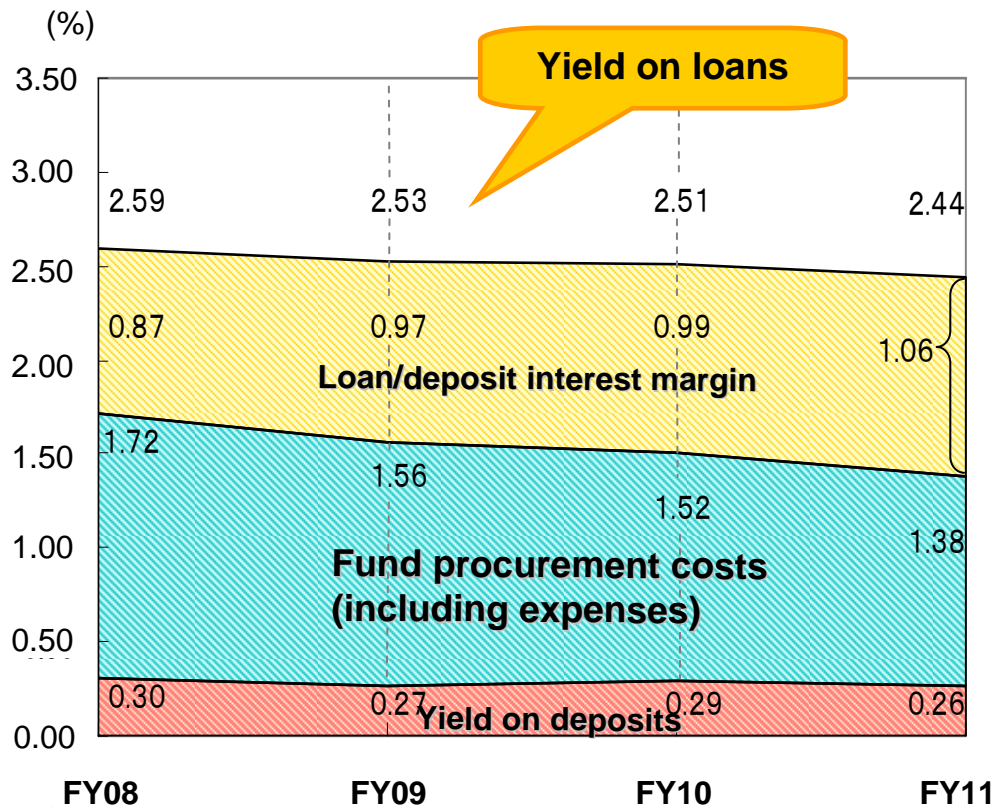 (%)
Yield on loans
3.50
3.00
2.59 2.53 2.51 2.44
2.50
0.87 0.97 0.99 1.06
2.00
Loan/deposit interest margin
1.72
1.50
1.56
1.52
1.38
1.00
Fund procurement costs
(including expenses)
0.50
0.30 0.27 0.29 0.26
Yield on deposits
0.00
FY08 FY09 FY10 FY11